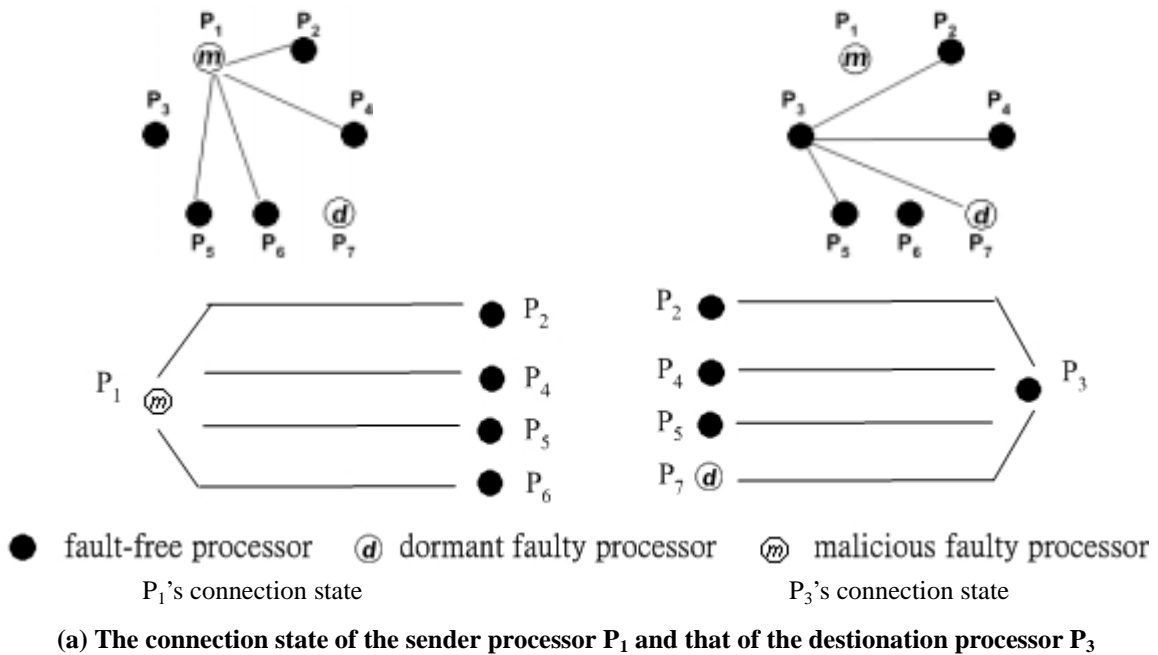 P1 P2
m
P3 P4
d
P5 P6 P7
P1 P2
m
P3 P4
d
P5 P6 P7
P2
P4
P1
m
P5
P6
P2
P4
P3
P5
P7 d
fault-free processor d dormant faulty processor m malicious faulty processor
P1's connection state P3's connection state
(a) The connection state of the sender processor P1 and that of the destionation processor P3